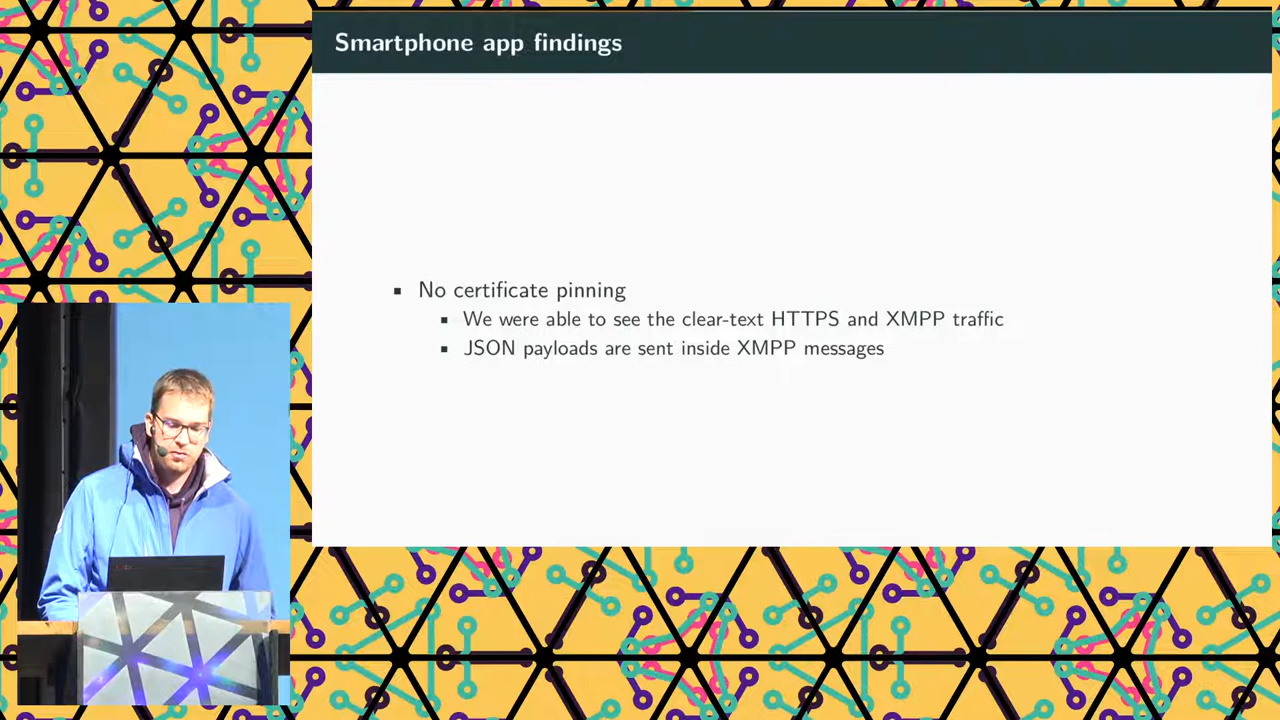 Smartphone app findings
No certificate pinning
We were able to see the clear-text HTTPS and XMPP traffic
JSON payloads are sent inside XMPP messages